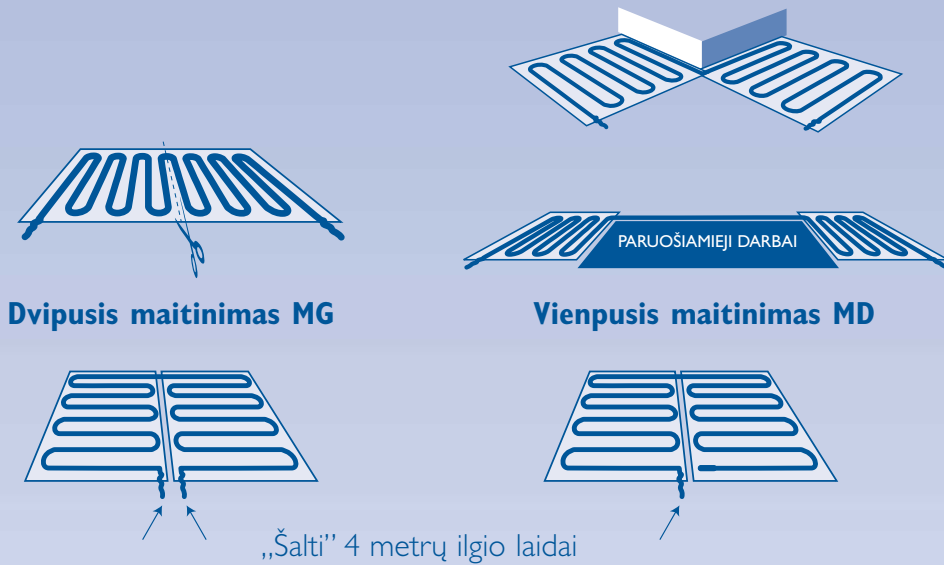 PARUOŠIAMIEJI DARBAI
Dvipusis maitinimas MG
Vienpusis maitinimas MD
,,Šalti'' 4 metrų ilgio laidai